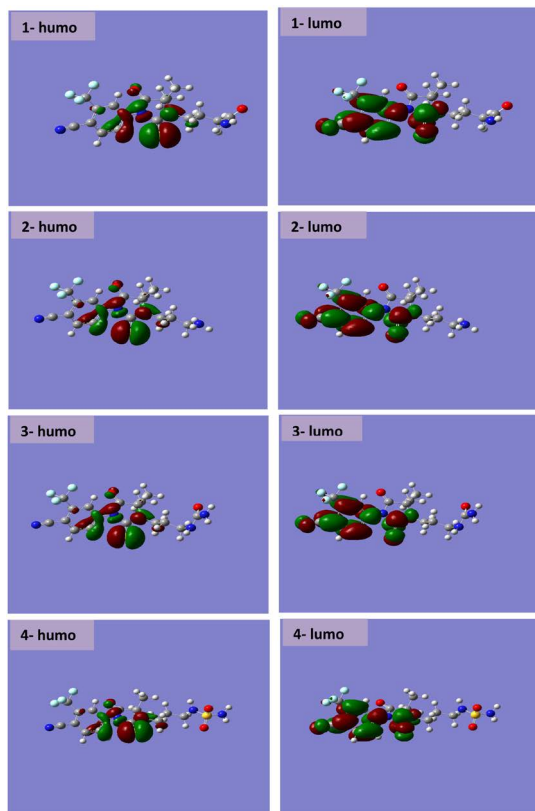 1- humo
1- lumo
2- humo
2- lumo
3- humo
3- lumo
4- humo
4- lumo